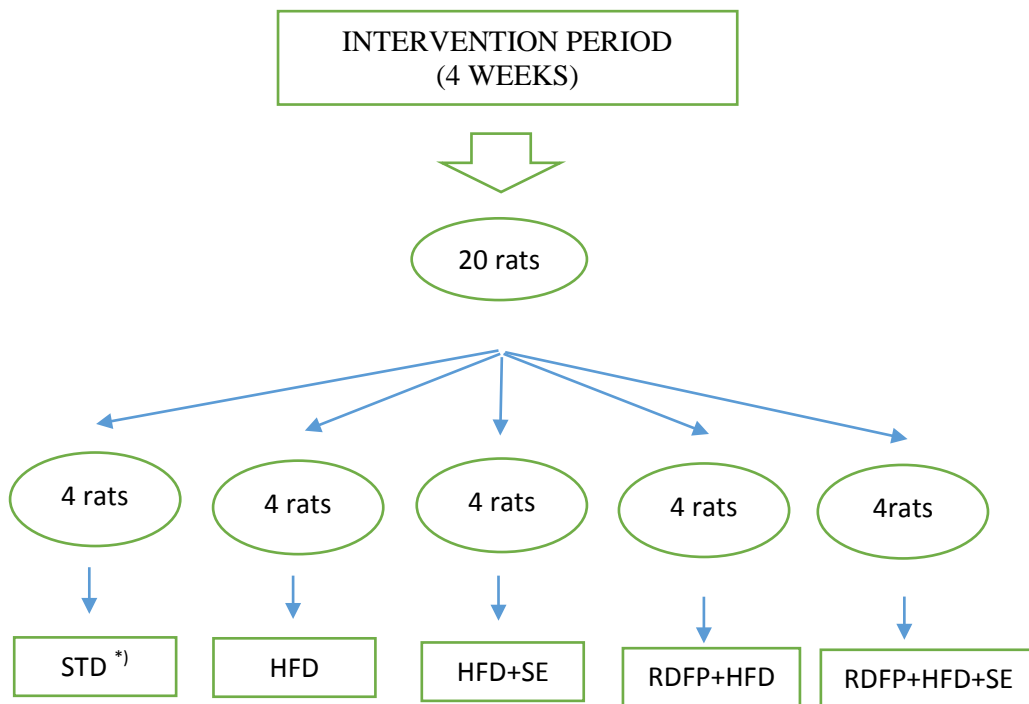 INTERVENTION PERIOD
(4 WEEKS)
20 rats
4 rats
4 rats
4 rats
4 rats
4rats
STD *)
HFD
HFD+SE
RDFP+HFD
RDFP+HFD+SE